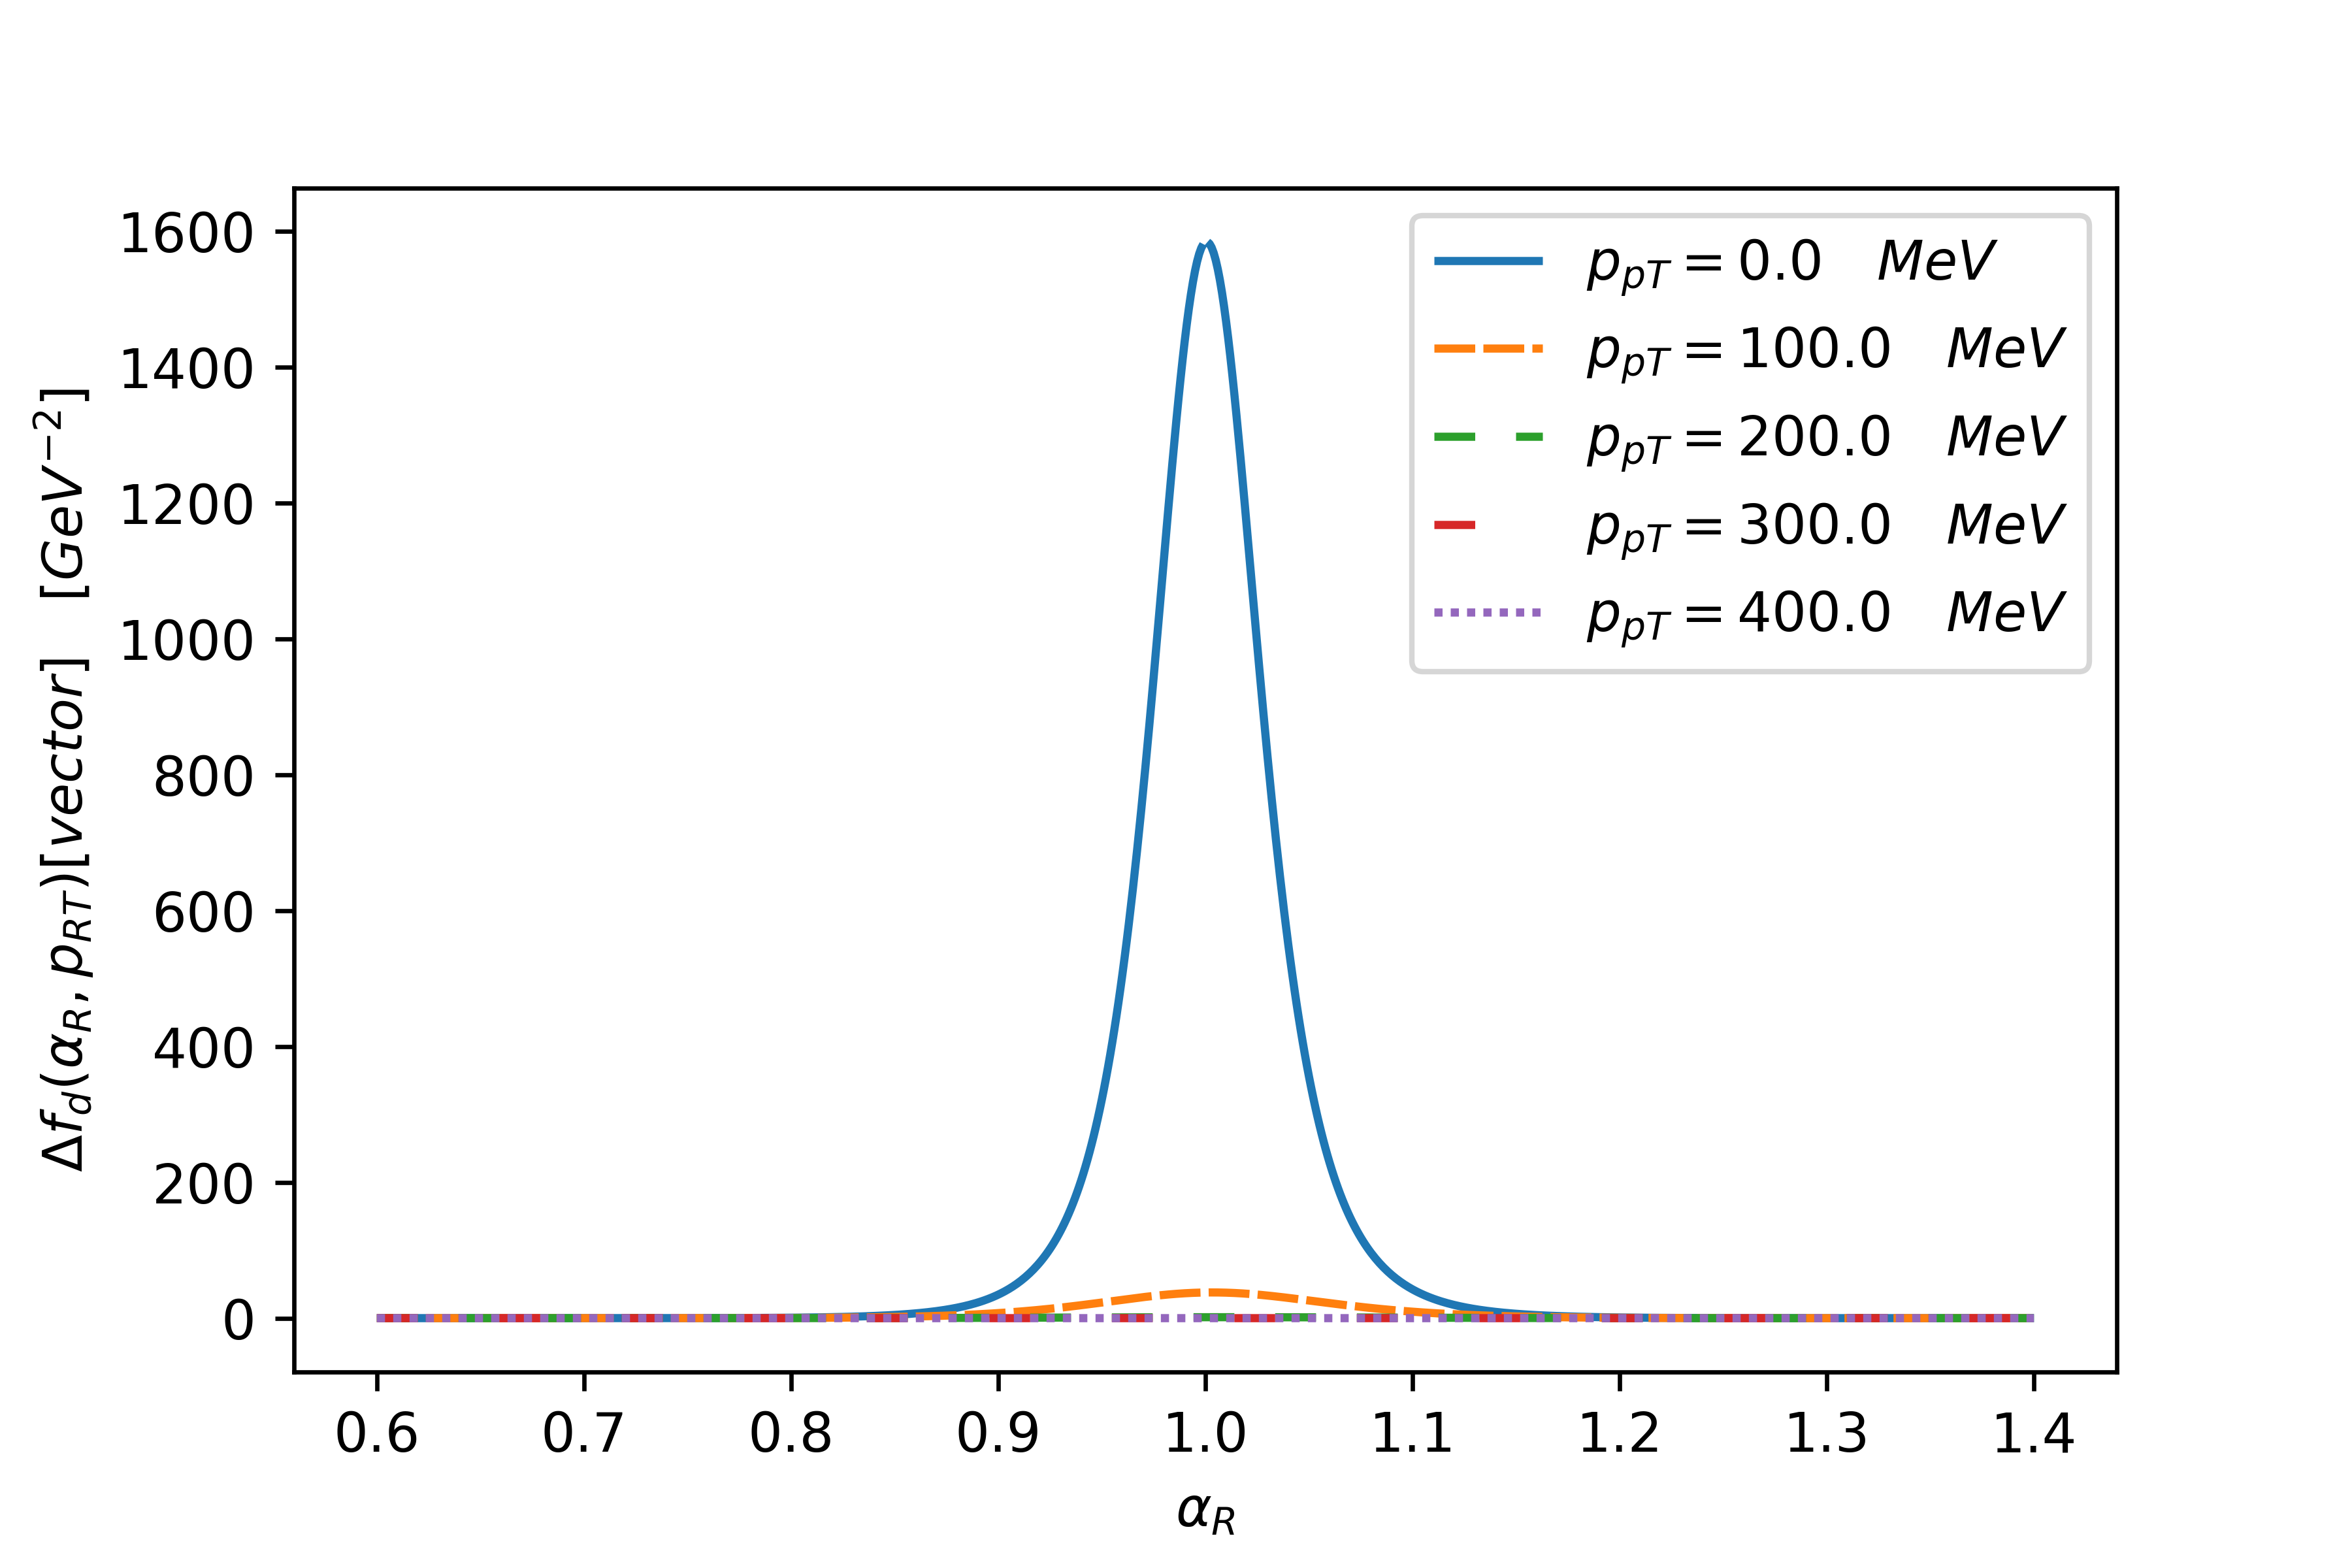 Δf_d(α_R, p_RT)[vector] [GeV⁻²]
1600
1400
1200
1000
800
600
400
200
0
p_pT = 0.0 MeV
p_pT = 100.0 MeV
p_pT = 200.0 MeV
p_pT = 300.0 MeV
p_pT = 400.0 MeV
0.6 0.7 0.8 0.9 1.0 1.1 1.2 1.3 1.4
α_R